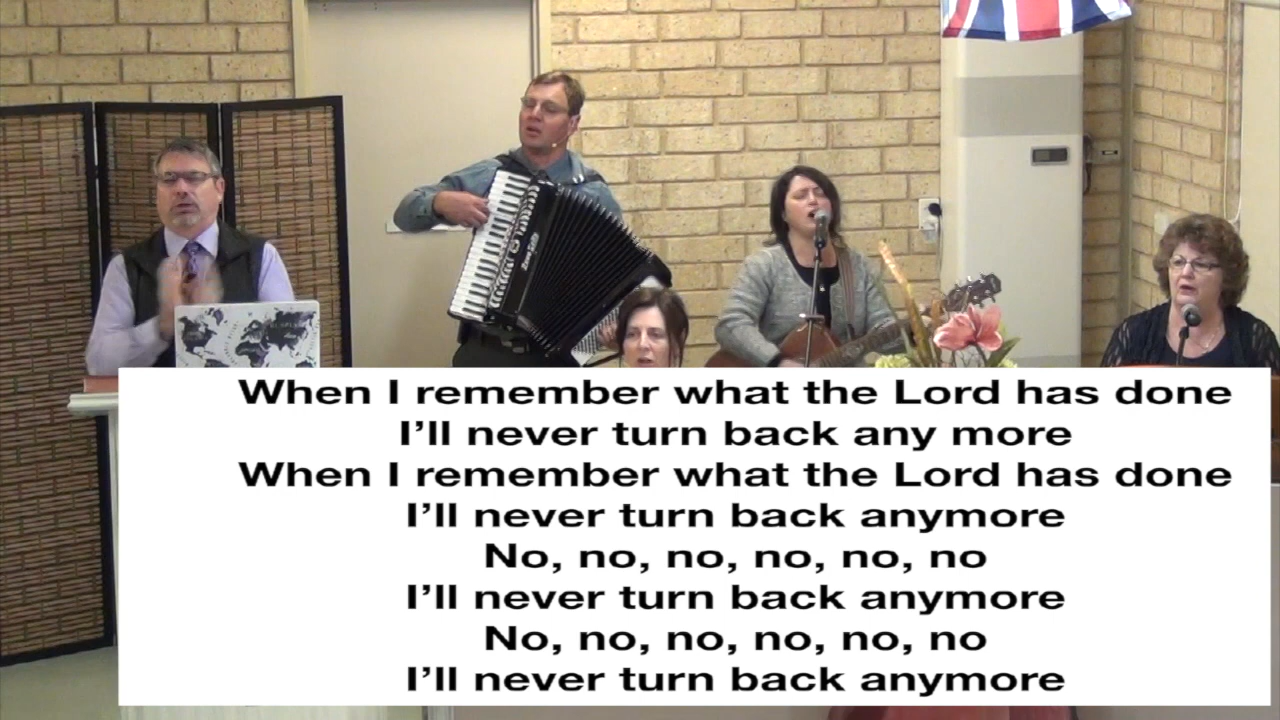 When I remember what the Lord has done
I'll never turn back any more
When I remember what the Lord has done
I'll never turn back anymore
No, no, no, no, no, no
I'll never turn back anymore
No, no, no, no, no, no
I'll never turn back anymore